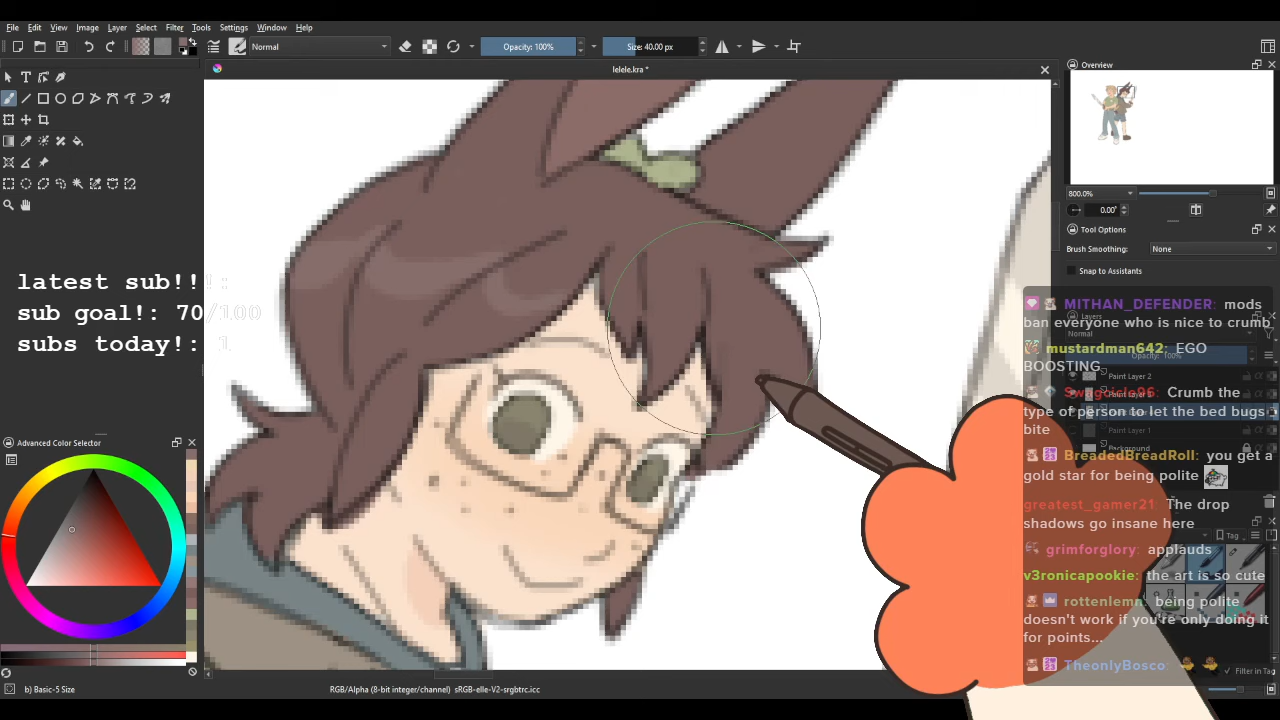 File Edit View Image Layer Select Filter Tools Settings Window Help
Normal Opacity: 100% Size: 40.00 px
lelele.kra *
Overview
800.0%
0.00°
Tool Options
Brush Smoothing: None
Snap to Assistants
latest sub!!!:
sub goal!: 70/100
subs today!: 1
Layers
Normal
Opacity: 100%
Paint Layer 2
Paint Layer 1
Background
MITHAN_DEFENDER: mods
ban everyone who is nice to crumb
mustardman642: EGO
BOOSTING
Crumb the
type of person to let the bed bugs
bite
BreadedBreadRoll: you get a
gold star for being polite
greatest_gamer21: The drop
shadows go insane here
grimforglory: applauds
v3ronicapookie: the art is so cute
rottenlemn: being polite
doesn't work if you're only doing it
for points...
TheonlyBosco:
Tag
Filter in Tag
Advanced Color Selector
b) Basic-5 Size
RGB/Alpha (8-bit integer/channel) sRGB-elle-V2-srgbtrc.icc